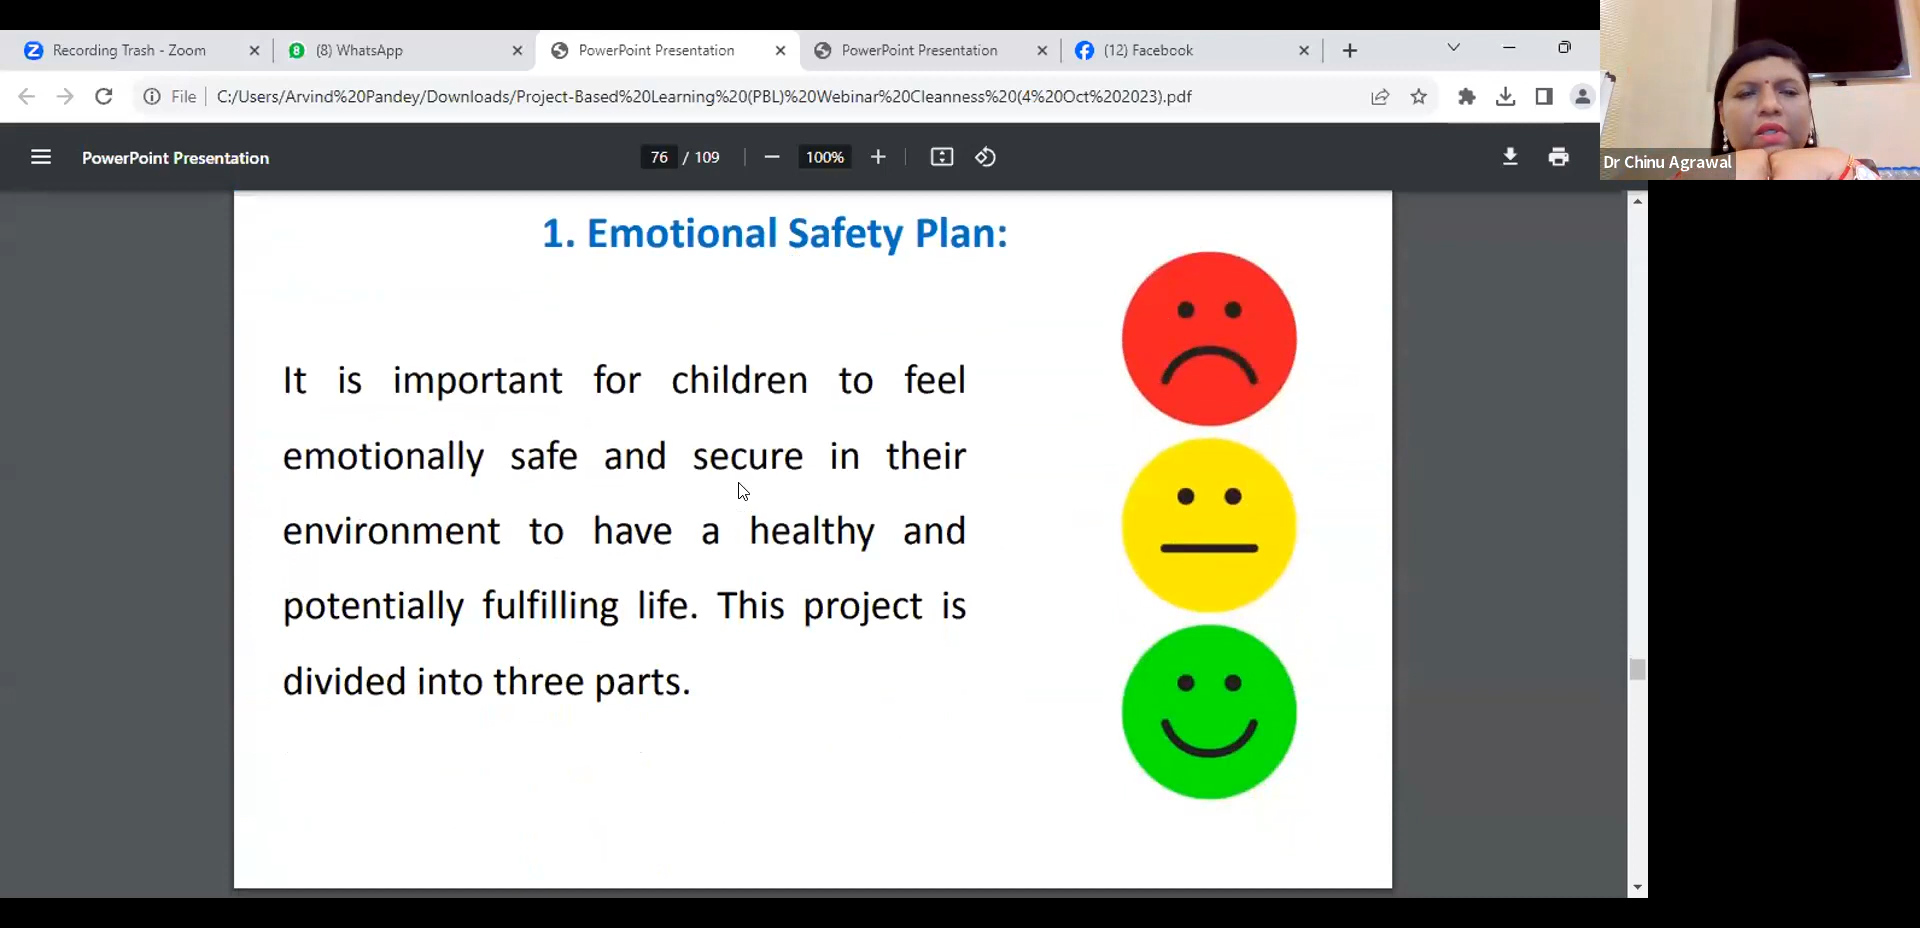 Recording Trash - Zoom
8
(8) WhatsApp
PowerPoint Presentation
PowerPoint Presentation
(12) Facebook
File
C:/Users/Arvind%20Pandey/Downloads/Project-Based%20Learning%20(PBL)%20Webinar%20Cleanness%20(4%20Oct%202023).pdf
PowerPoint Presentation
76 / 109
100%
Dr Chinu Agrawal
1. Emotional Safety Plan:
It is important for children to feel
emotionally safe and secure in their
environment to have a healthy and
potentially fulfilling life. This project is
divided into three parts.